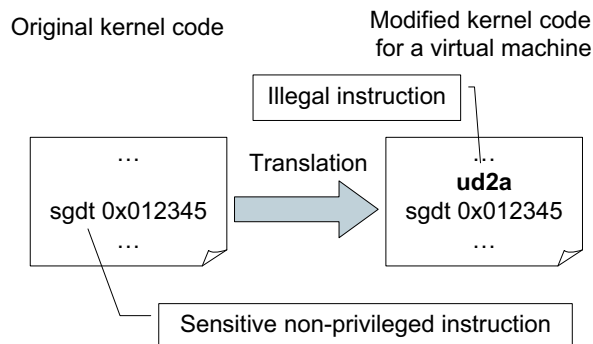 Original kernel code
Modified kernel code
for a virtual machine
Illegal instruction
…
sgdt 0x012345
…
Translation
…
ud2a
sgdt 0x012345
…
Sensitive non-privileged instruction